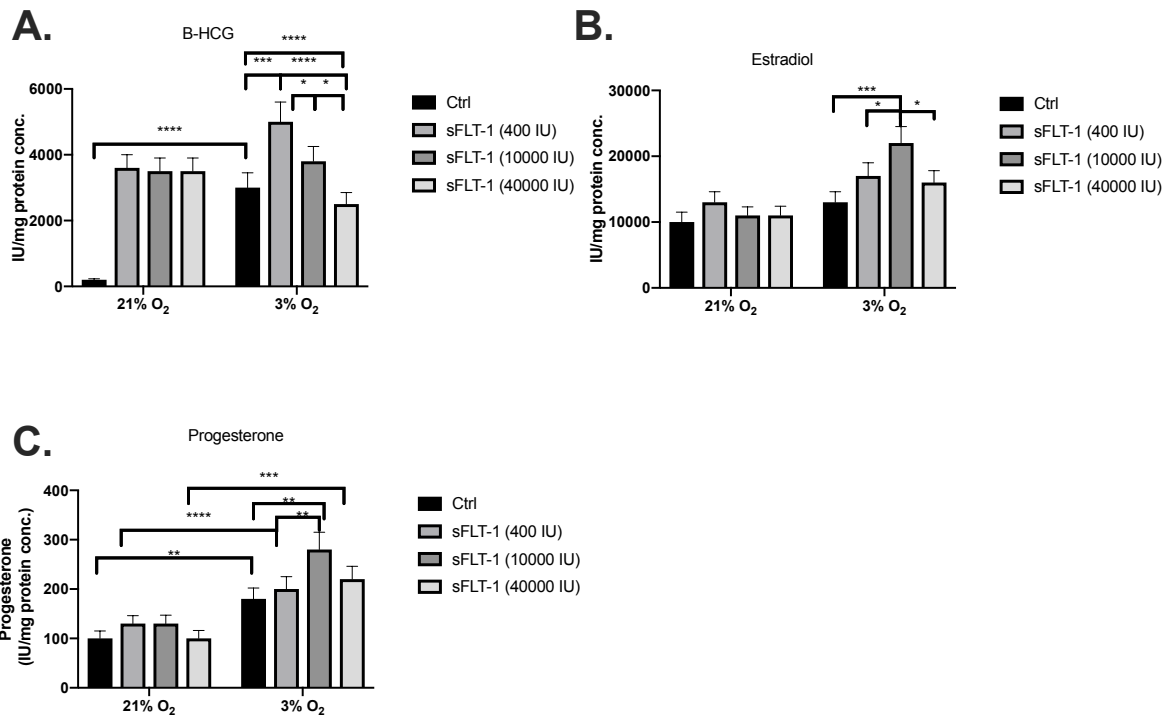 A.
B-HCG
****
*** ****
* *
****
IU/mg protein conc.
6000
4000
2000
0
21% O2
3% O2
Ctrl
sFLT-1 (400 IU)
sFLT-1 (10000 IU)
sFLT-1 (40000 IU)
B.
Estradiol
***
* *
IU/mg protein conc.
30000
20000
10000
0
21% O2
3% O2
Ctrl
sFLT-1 (400 IU)
sFLT-1 (10000 IU)
sFLT-1 (40000 IU)
C.
Progesterone
***
**
****
**
**
Progesterone
(IU/mg protein conc.)
400
300
200
100
0
21% O2
3% O2
Ctrl
sFLT-1 (400 IU)
sFLT-1 (10000 IU)
sFLT-1 (40000 IU)